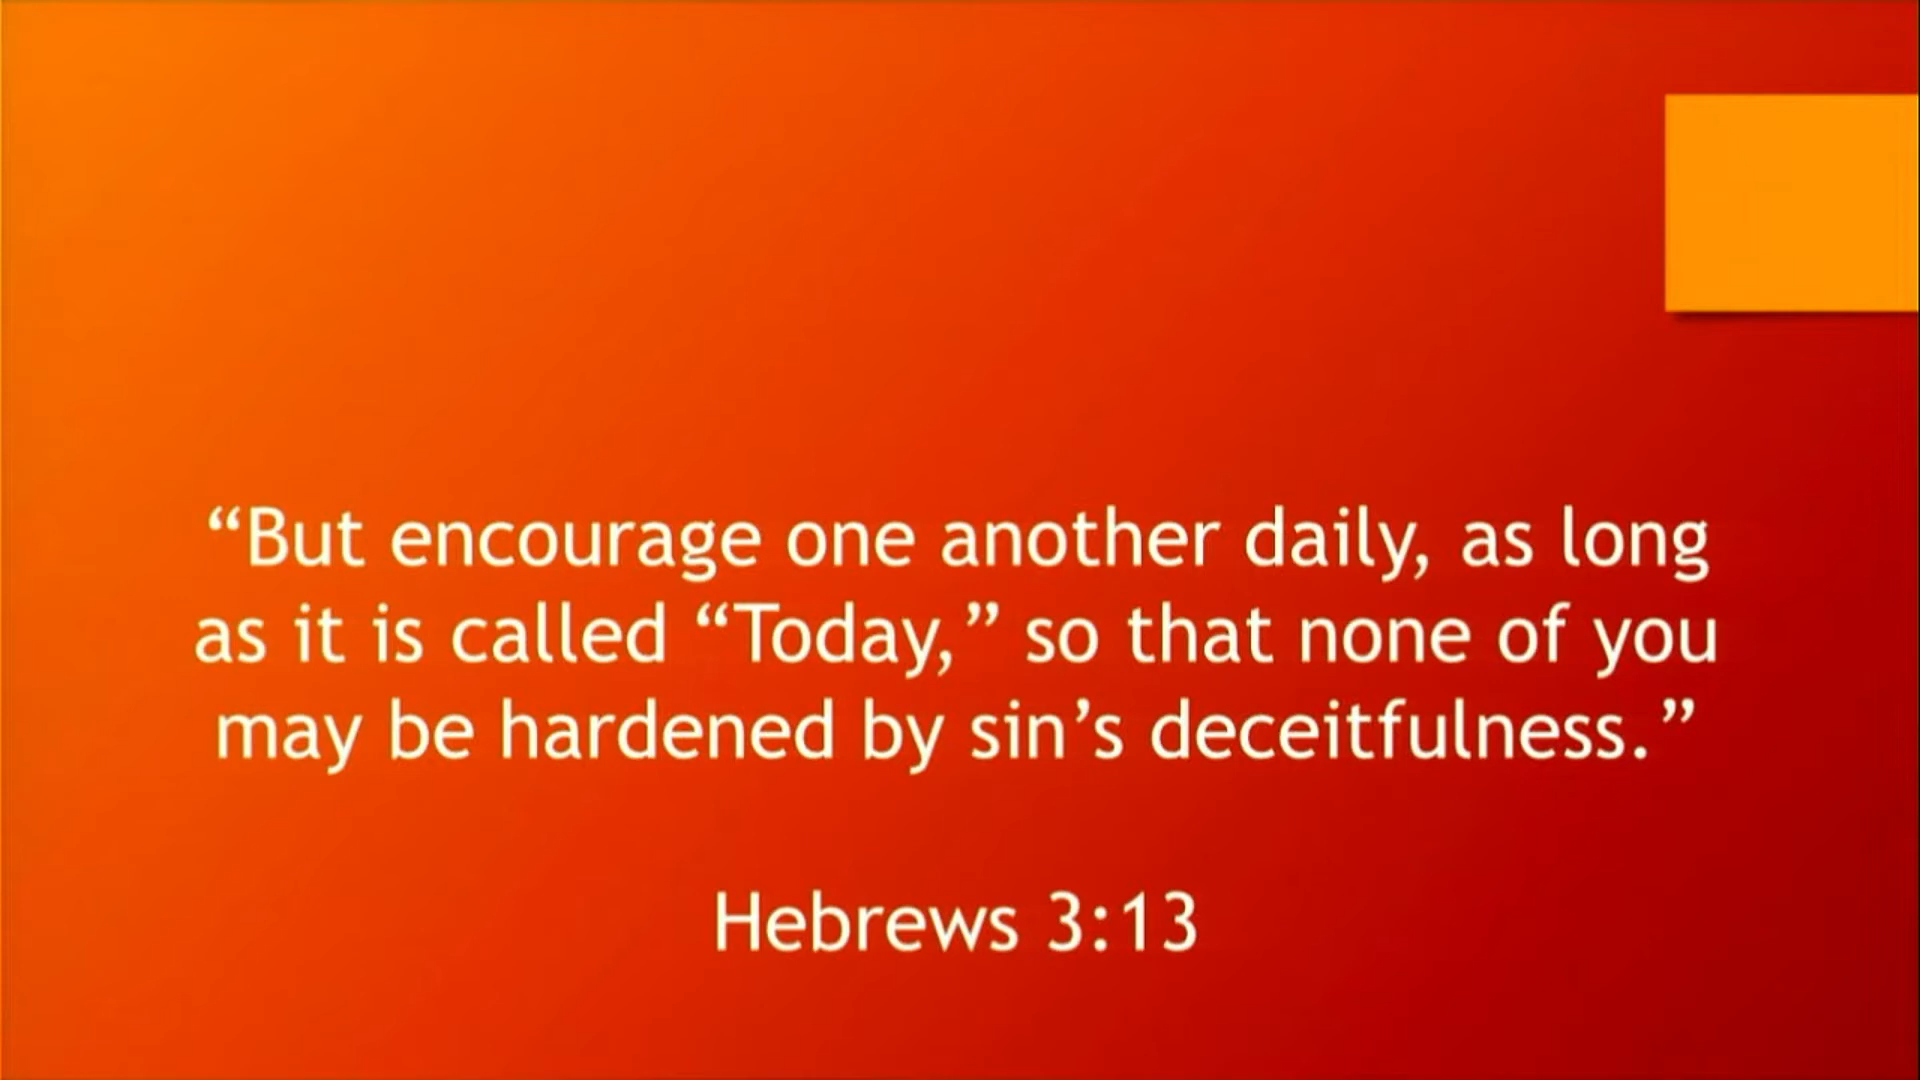 “But encourage one another daily, as long
as it is called “Today,” so that none of you
may be hardened by sin’s deceitfulness.”
Hebrews 3:13